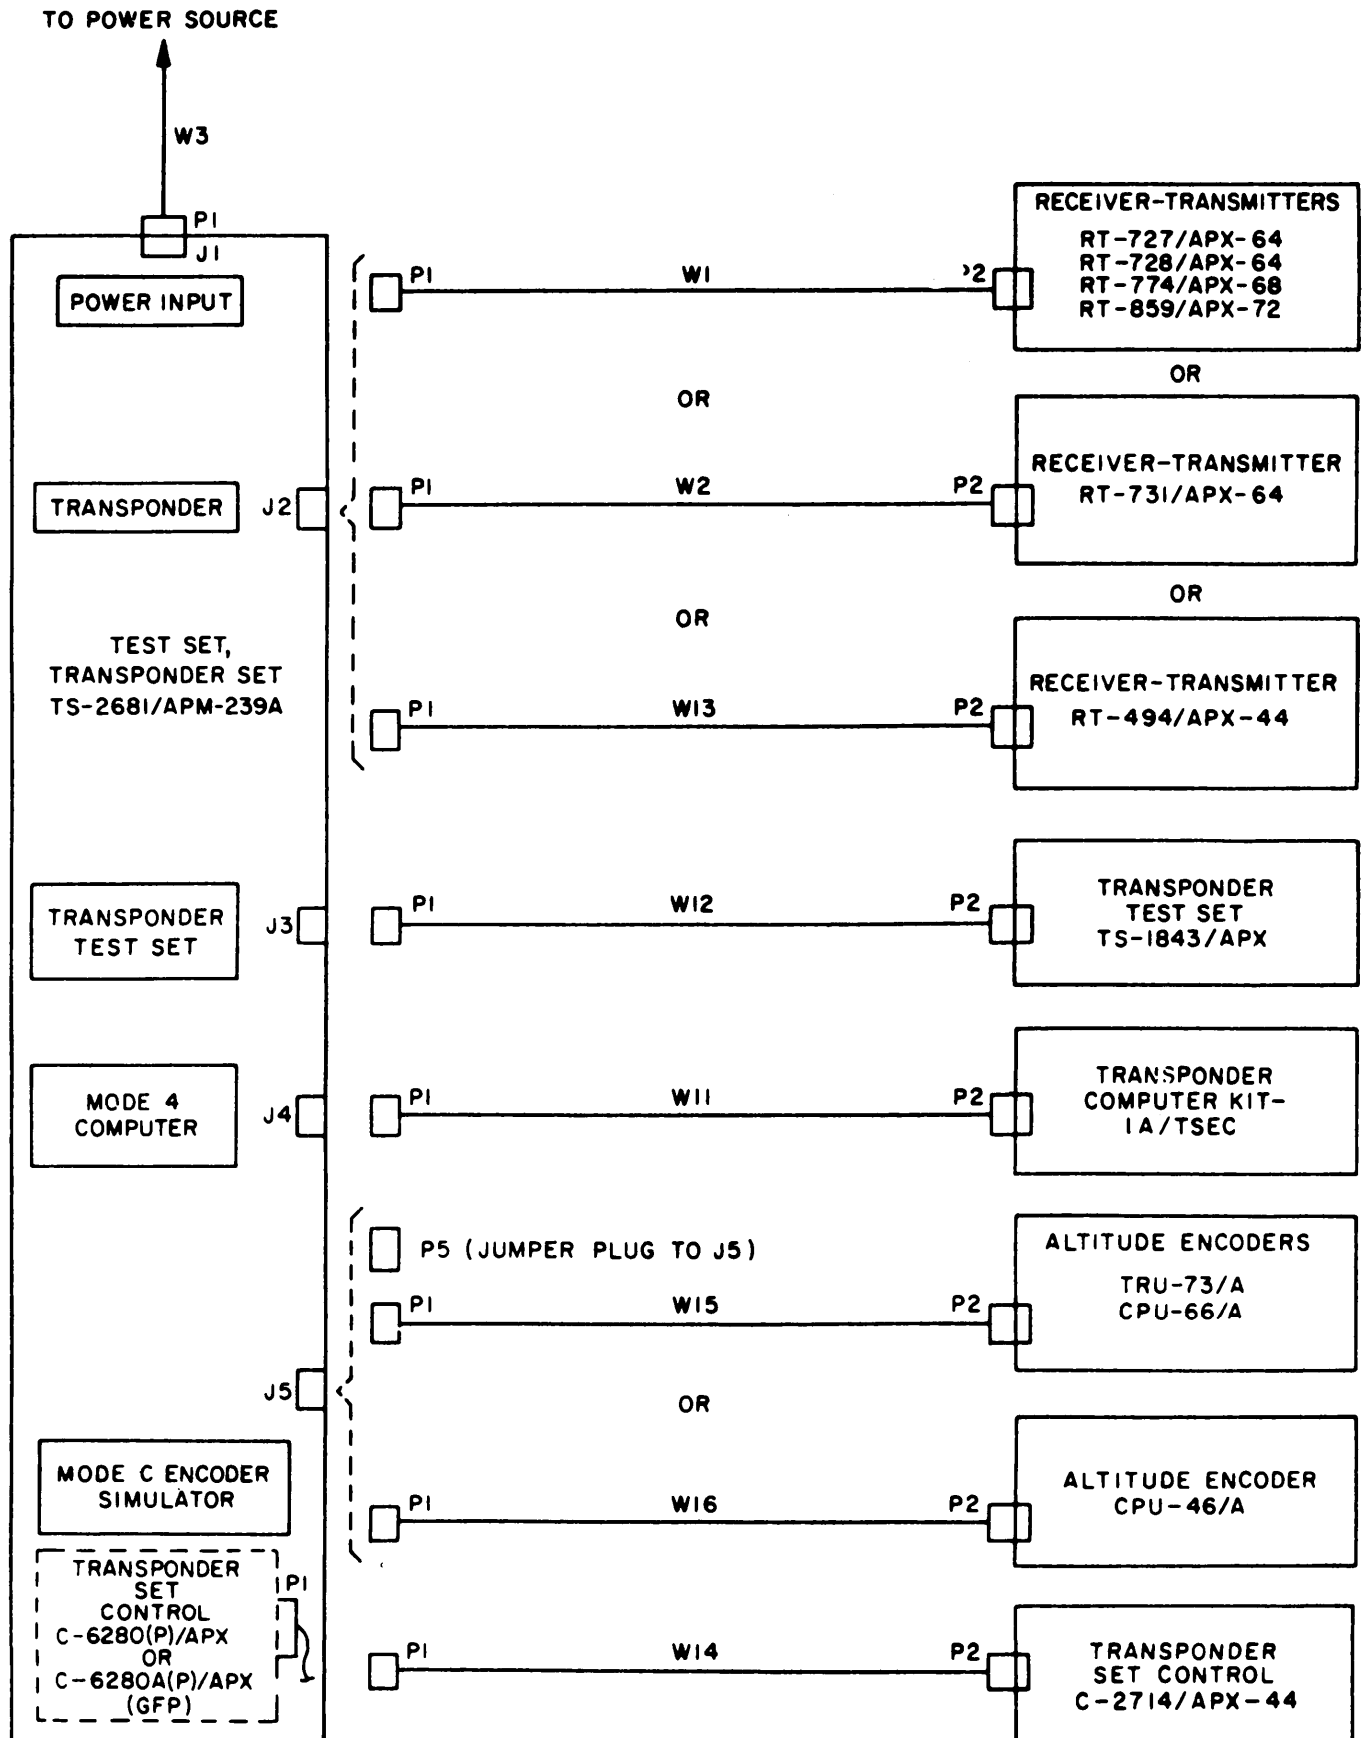 TO POWER SOURCE
W3
P1
J1
POWER INPUT
P1 W1 2
RECEIVER-TRANSMITTERS
RT-727/APX-64
RT-728/APX-64
RT-774/APX-68
RT-859/APX-72
OR
OR
TRANSPONDER J2
P1 W2 P2
RECEIVER-TRANSMITTER
RT-731/APX-64
OR
OR
TEST SET,
TRANSPONDER SET
TS-2681/APM-239A
P1 W13 P2
RECEIVER-TRANSMITTER
RT-494/APX-44
TRANSPONDER
TEST SET
J3
P1 W12 P2
TRANSPONDER
TEST SET
TS-1843/APX
MODE 4
COMPUTER
J4
P1 W11 P2
TRANSPONDER
COMPUTER KIT-
1A/TSEC
P5 (JUMPER PLUG TO J5)
P1 W15 P2
ALTITUDE ENCODERS
TRU-73/A
CPU-66/A
J5
OR
MODE C ENCODER
SIMULATOR
P1 W16 P2
ALTITUDE ENCODER
CPU-46/A
TRANSPONDER
SET
CONTROL
C-6280(P)/APX
OR
C-6280A(P)/APX
(GFP)
P1
P1 W14 P2
TRANSPONDER
SET CONTROL
C-2714/APX-44